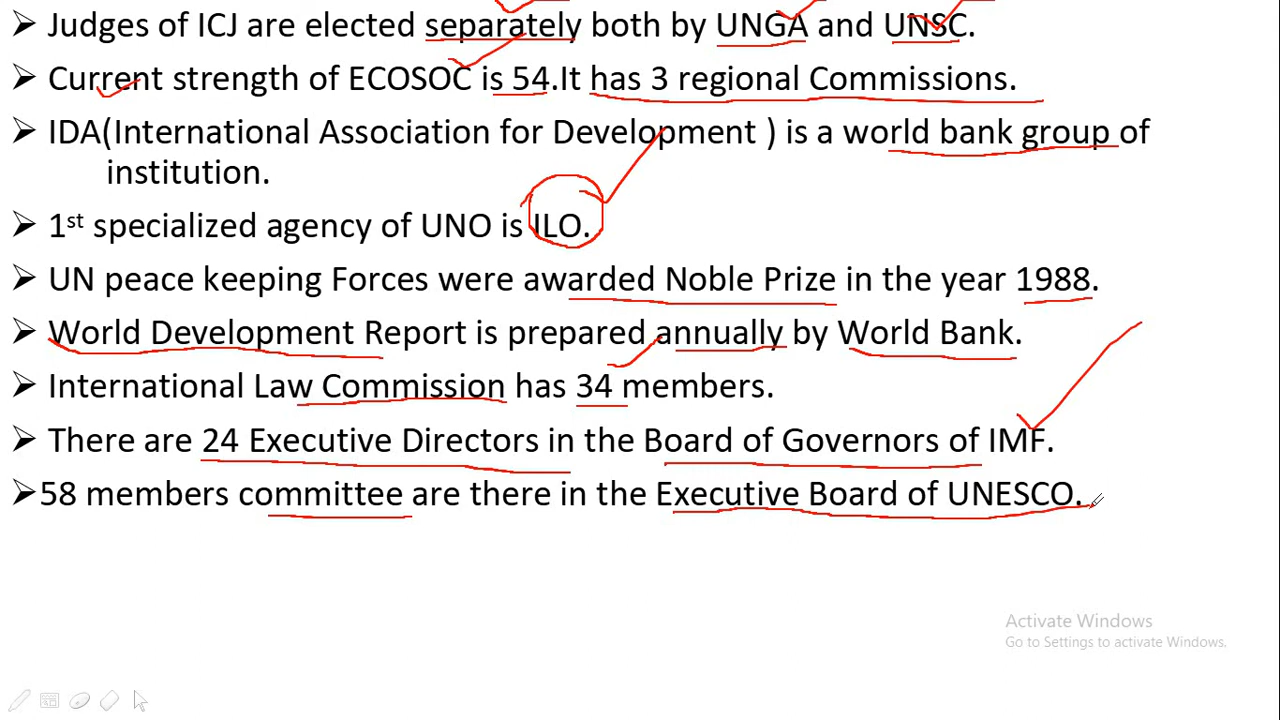 ➢ Judges of ICJ are elected separately both by UNGA and UNSC.
➢ Current strength of ECOSOC is 54.It has 3 regional Commissions.
➢ IDA(International Association for Development ) is a world bank group of
institution.
➢ 1st specialized agency of UNO is ILO.
➢ UN peace keeping Forces were awarded Noble Prize in the year 1988.
➢ World Development Report is prepared annually by World Bank.
➢ International Law Commission has 34 members.
➢ There are 24 Executive Directors in the Board of Governors of IMF.
➢58 members committee are there in the Executive Board of UNESCO.
Activate Windows
Go to Settings to activate Windows.